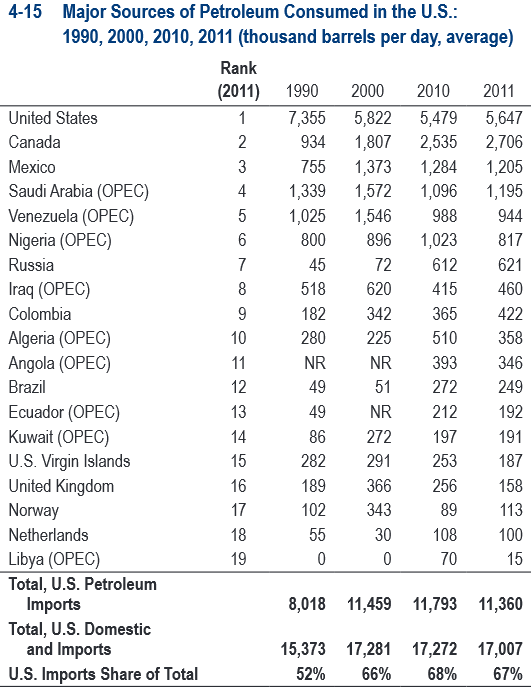 4-15 Major Sources of Petroleum Consumed in the U.S.:
1990, 2000, 2010, 2011 (thousand barrels per day, average)
Rank
(2011) 1990 2000 2010 2011
United States 1 7,355 5,822 5,479 5,647
Canada 2 934 1,807 2,535 2,706
Mexico 3 755 1,373 1,284 1,205
Saudi Arabia (OPEC) 4 1,339 1,572 1,096 1,195
Venezuela (OPEC) 5 1,025 1,546 988 944
Nigeria (OPEC) 6 800 896 1,023 817
Russia 7 45 72 612 621
Iraq (OPEC) 8 518 620 415 460
Colombia 9 182 342 365 422
Algeria (OPEC) 10 280 225 510 358
Angola (OPEC) 11 NR NR 393 346
Brazil 12 49 51 272 249
Ecuador (OPEC) 13 49 NR 212 192
Kuwait (OPEC) 14 86 272 197 191
U.S. Virgin Islands 15 282 291 253 187
United Kingdom 16 189 366 256 158
Norway 17 102 343 89 113
Netherlands 18 55 30 108 100
Libya (OPEC) 19 0 0 70 15
Total, U.S. Petroleum
Imports 8,018 11,459 11,793 11,360
Total, U.S. Domestic
and Imports 15,373 17,281 17,272 17,007
U.S. Imports Share of Total 52% 66% 68% 67%